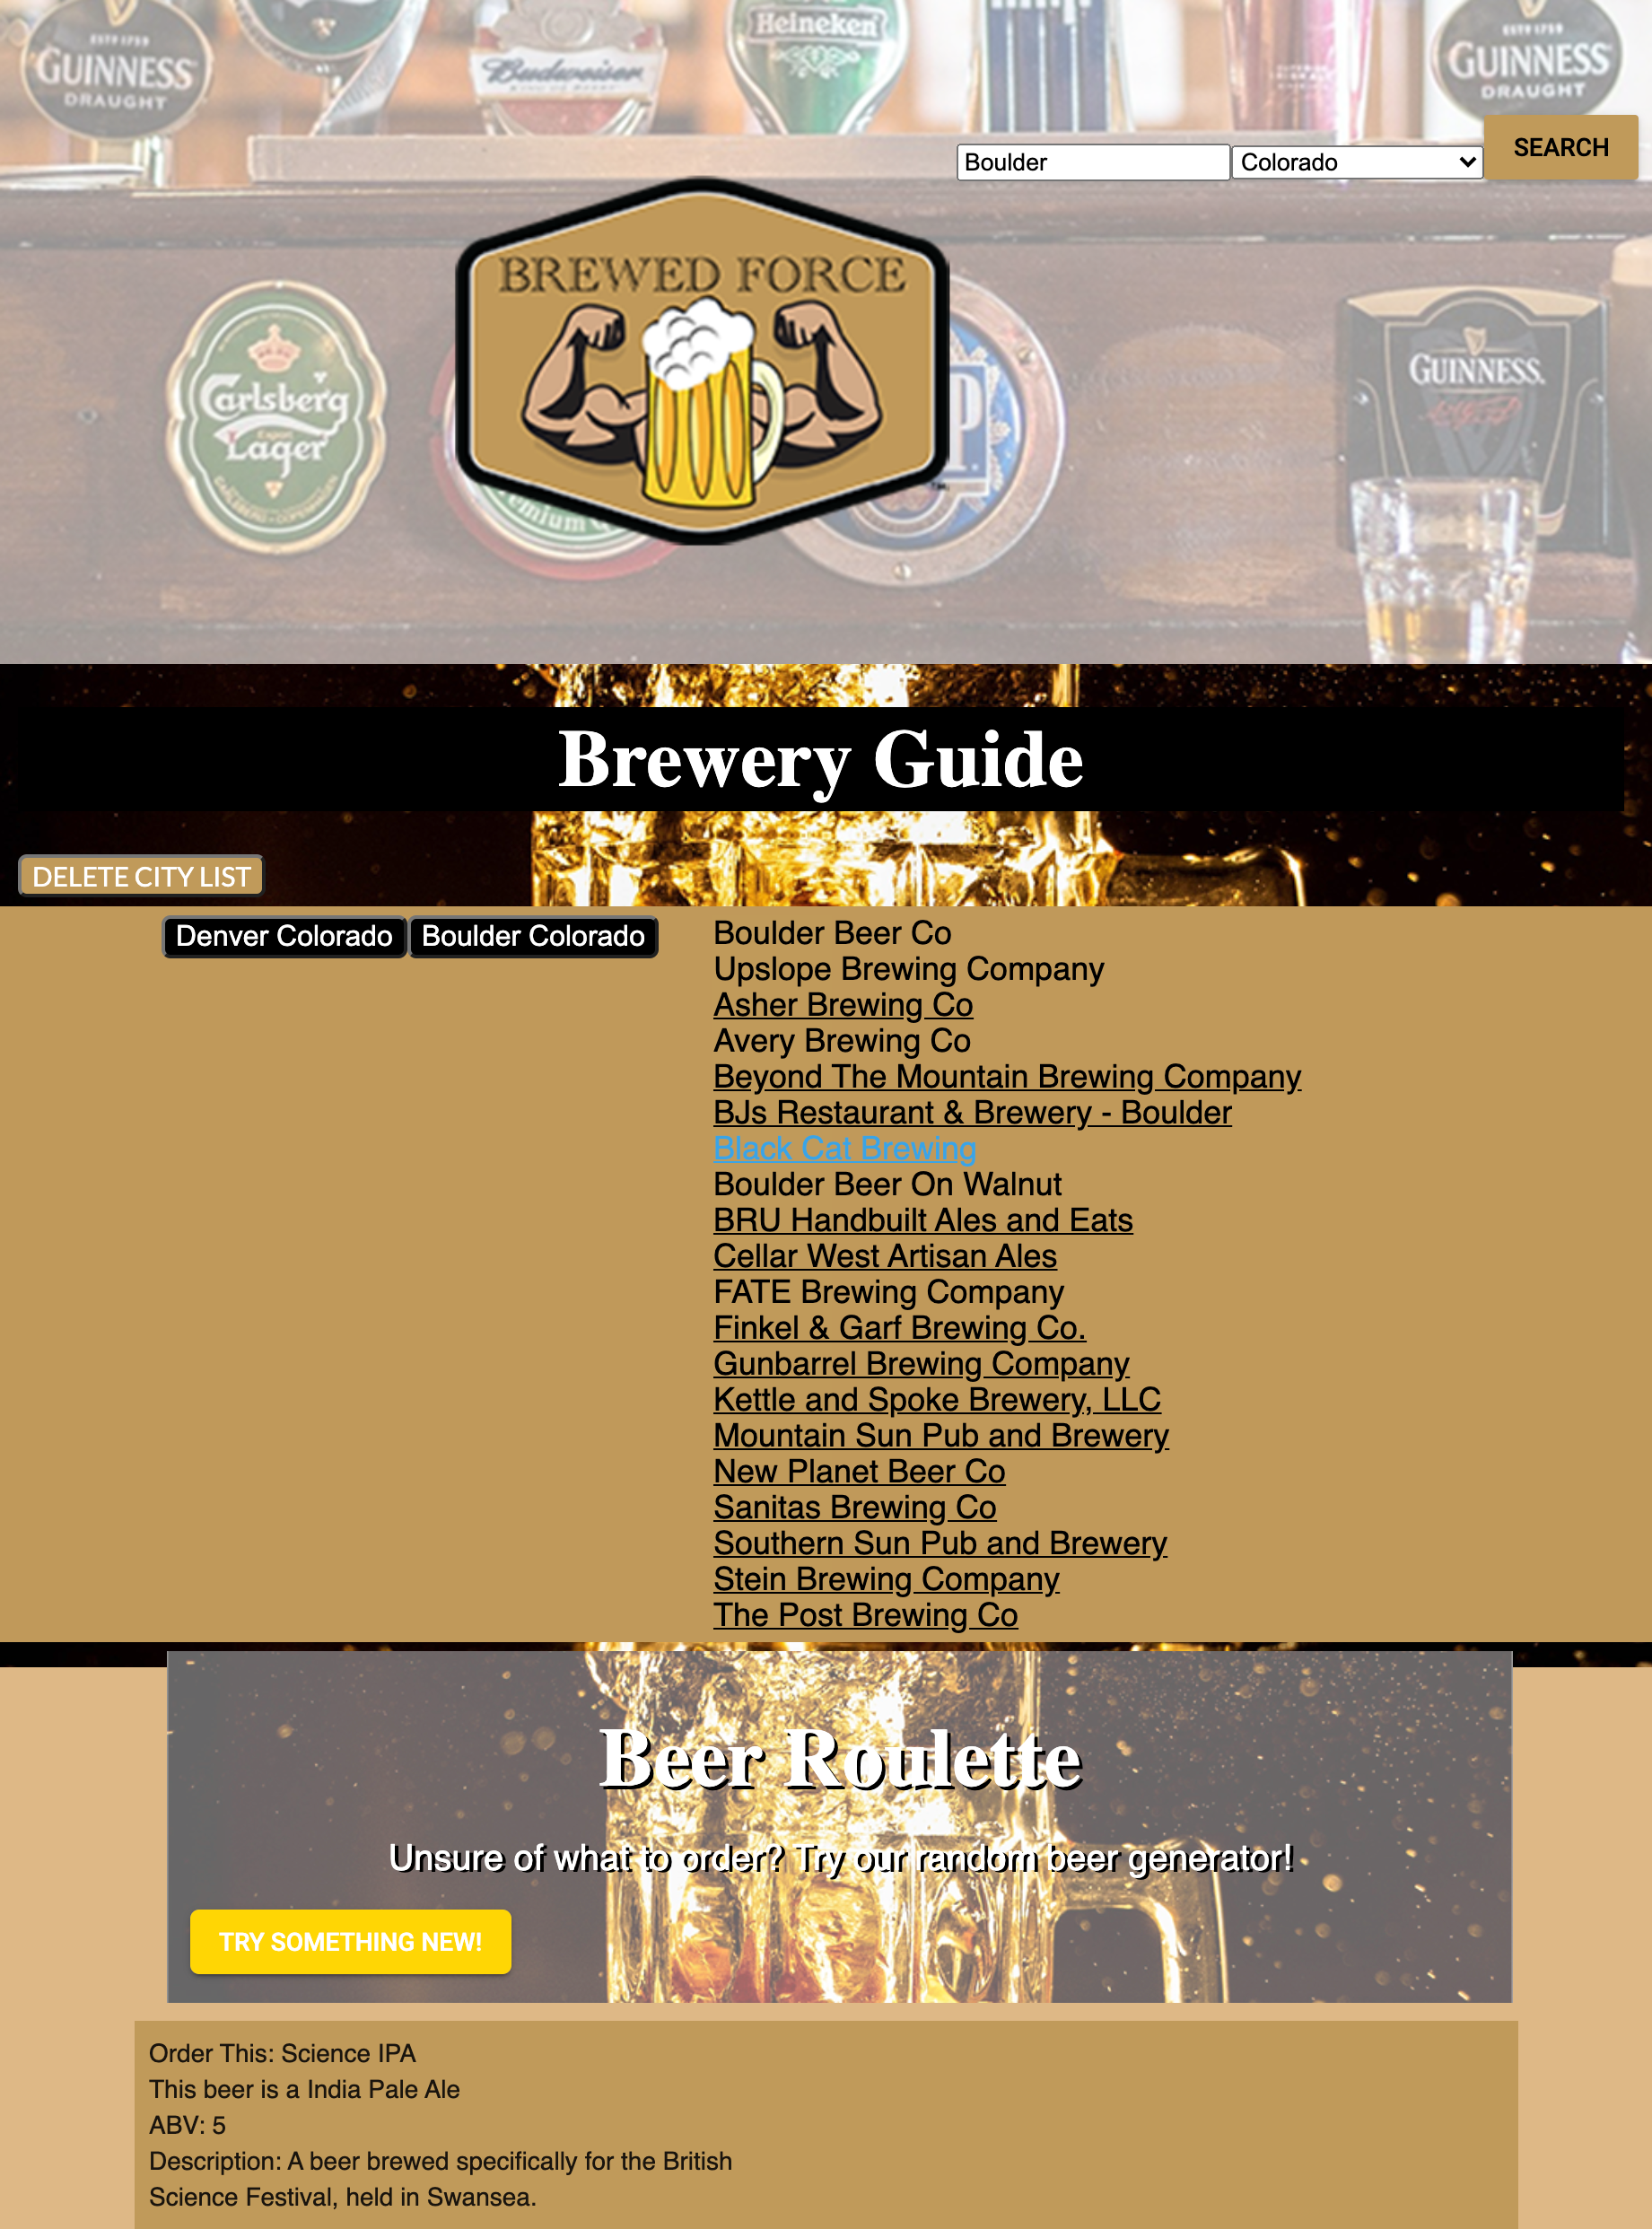 ESTD 1759
GUINNESS
DRAUGHT
Budweiser
Heineken
ESTD 1759
GUINNESS
DRAUGHT
Boulder
Colorado
SEARCH
BREWED FORCE
Carlsberg
Lager
GUINNESS
Brewery Guide
DELETE CITY LIST
Denver Colorado
Boulder Colorado
Boulder Beer Co
Upslope Brewing Company
Asher Brewing Co
Avery Brewing Co
Beyond The Mountain Brewing Company
BJs Restaurant & Brewery - Boulder
Black Cat Brewing
Boulder Beer On Walnut
BRU Handbuilt Ales and Eats
Cellar West Artisan Ales
FATE Brewing Company
Finkel & Garf Brewing Co.
Gunbarrel Brewing Company
Kettle and Spoke Brewery, LLC
Mountain Sun Pub and Brewery
New Planet Beer Co
Sanitas Brewing Co
Southern Sun Pub and Brewery
Stein Brewing Company
The Post Brewing Co
Beer Roulette
Unsure of what to order? Try our random beer generator!
TRY SOMETHING NEW!
Order This: Science IPA
This beer is a India Pale Ale
ABV: 5
Description: A beer brewed specifically for the British
Science Festival, held in Swansea.